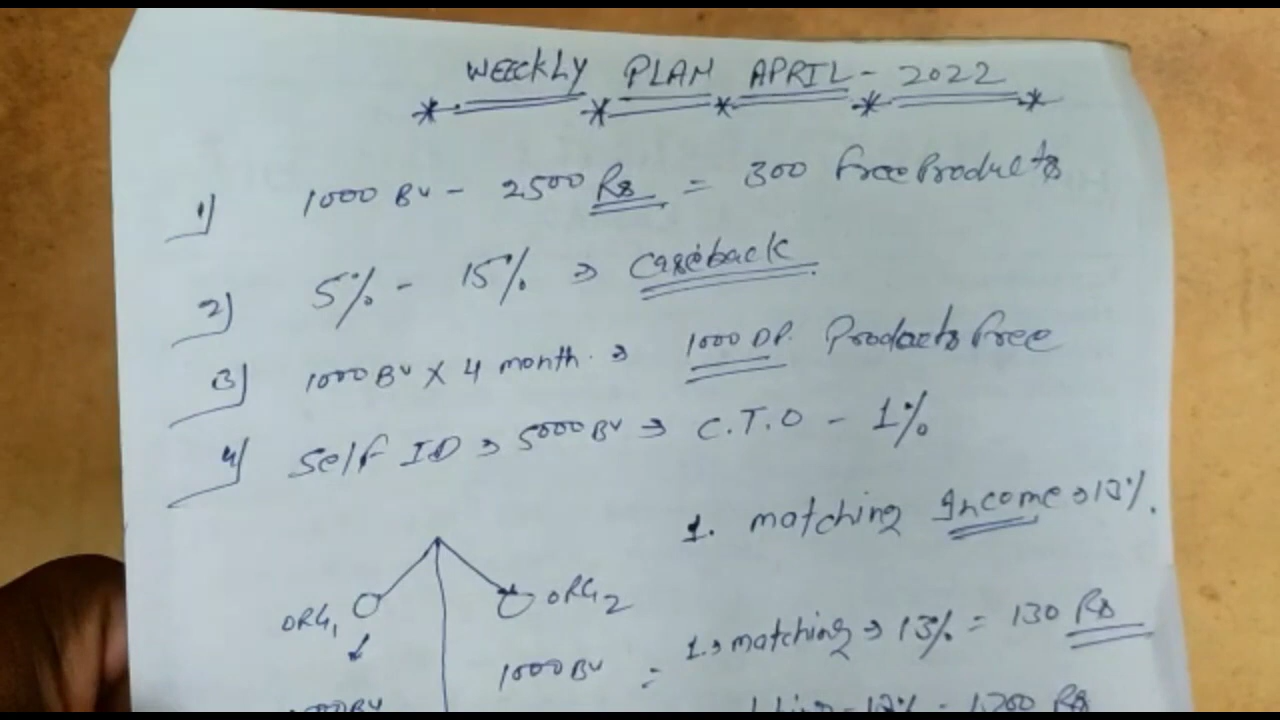 WEECKLY PLAN APRIL - 2022
1) 1000 BV - 2500 Rs = 300 Free Products
2) 5% - 15% ⇒ Caseback
3) 1000 BV X 4 month. ⇒ 1000 DP. Products Free
4) Self ID ⇒ 5000 BV ⇒ C.T.O - 1%
1. matching Income ⇒ 13%.
ORG1 ORG2
1. ⇒ matching ⇒ 13% = 130 Rs
1000 BV =